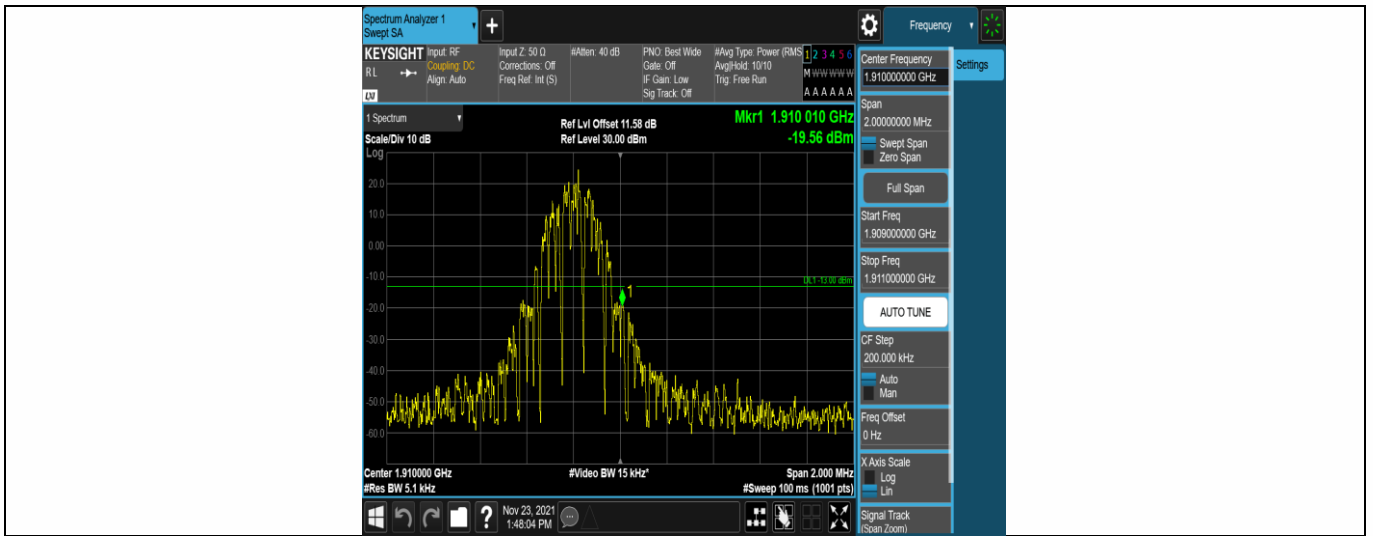 Spectrum Analyzer 1
Swept SA
+
Frequency
KEYSIGHT
R L
LXI
Input: RF
Coupling: DC
Align: Auto
Input Z: 50 Ω
Corrections: Off
Freq Ref: Int (S)
#Atten: 40 dB
PNO: Best Wide
Gate: Off
IF Gain: Low
Sig Track: Off
#Avg Type: Power (RMS
Avg|Hold: 10/10
Trig: Free Run
1 2 3 4 5 6
M W W W W W
A A A A A A
1 Spectrum
Scale/Div 10 dB
Log
Ref Lvl Offset 11.58 dB
Ref Level 30.00 dBm
Mkr1 1.910 010 GHz
-19.56 dBm
20.0
10.0
0.00
-10.0
-20.0
-30.0
-40.0
-50.0
-60.0
DL1 -13.00 dBm
1
Center 1.910000 GHz
#Res BW 5.1 kHz
#Video BW 15 kHz*
Span 2.000 MHz
#Sweep 100 ms (1001 pts)
?
Nov 23, 2021
1:48:04 PM
Center Frequency
1.910000000 GHz
Settings
Span
2.00000000 MHz
Swept Span
Zero Span
Full Span
Start Freq
1.909000000 GHz
Stop Freq
1.911000000 GHz
AUTO TUNE
CF Step
200.000 kHz
Auto
Man
Freq Offset
0 Hz
X Axis Scale
Log
Lin
Signal Track
(Span Zoom)